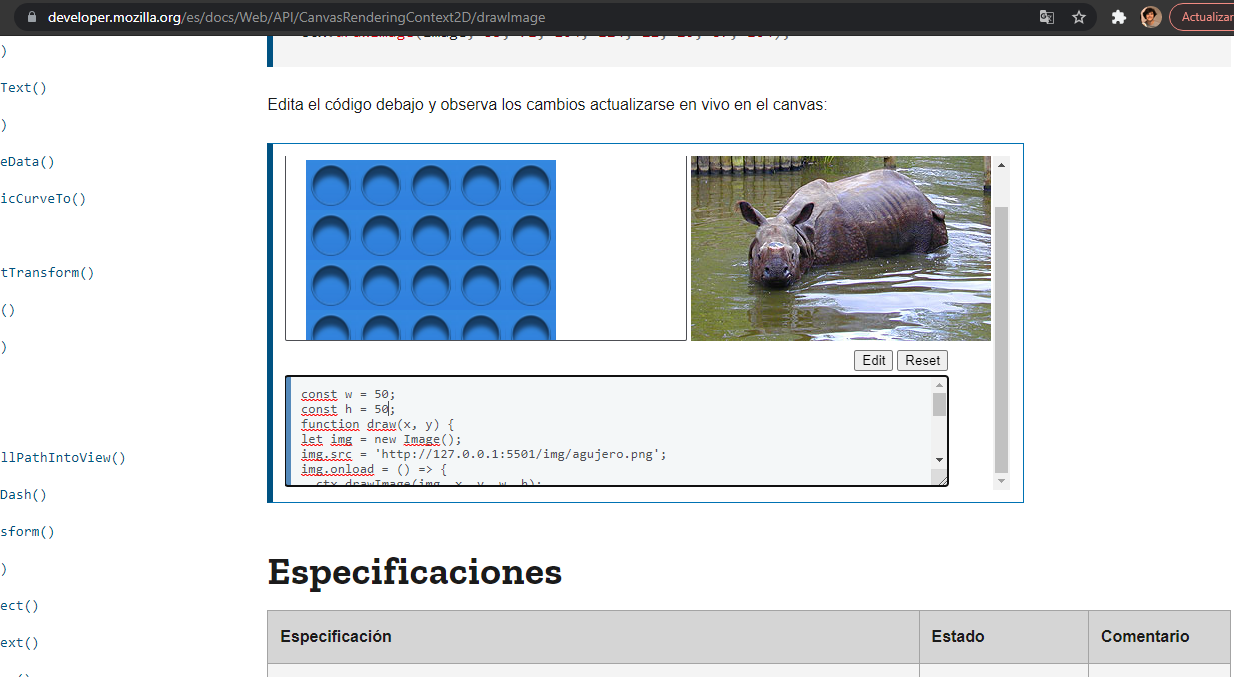 developer.mozilla.org/es/docs/Web/API/CanvasRenderingContext2D/drawImage
Actualizar
)
Text()
)
eData()
icCurveTo()
tTransform()
()
)
llPathIntoView()
Dash()
sform()
)
ect()
ext()
Edita el código debajo y observa los cambios actualizarse en vivo en el canvas:
Edit Reset
const w = 50;
const h = 50;
function draw(x, y) {
let img = new Image();
img.src = 'http://127.0.0.1:5501/img/agujero.png';
img.onload = () => {
ctx.drawImage(img, x, y, w, h);
Especificaciones
Especificación Estado Comentario